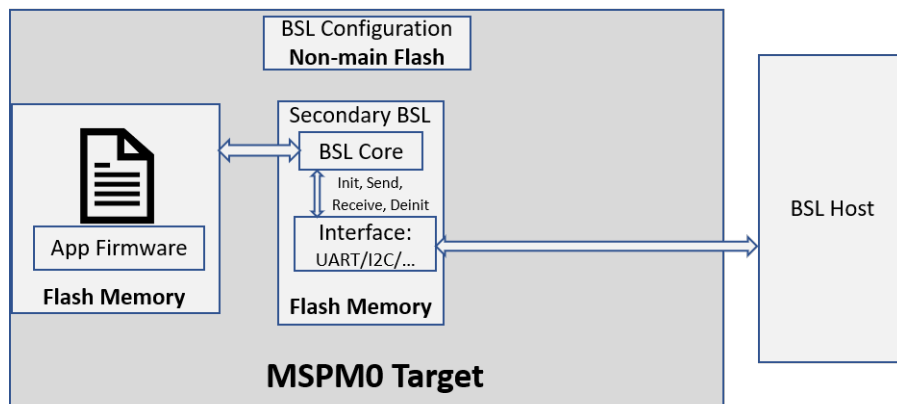 BSL Configuration
Non-main Flash
Secondary BSL
BSL Core
Init, Send,
Receive, Deinit
Interface:
UART/I2C/...
Flash Memory
App Firmware
Flash Memory
BSL Host
MSPM0 Target